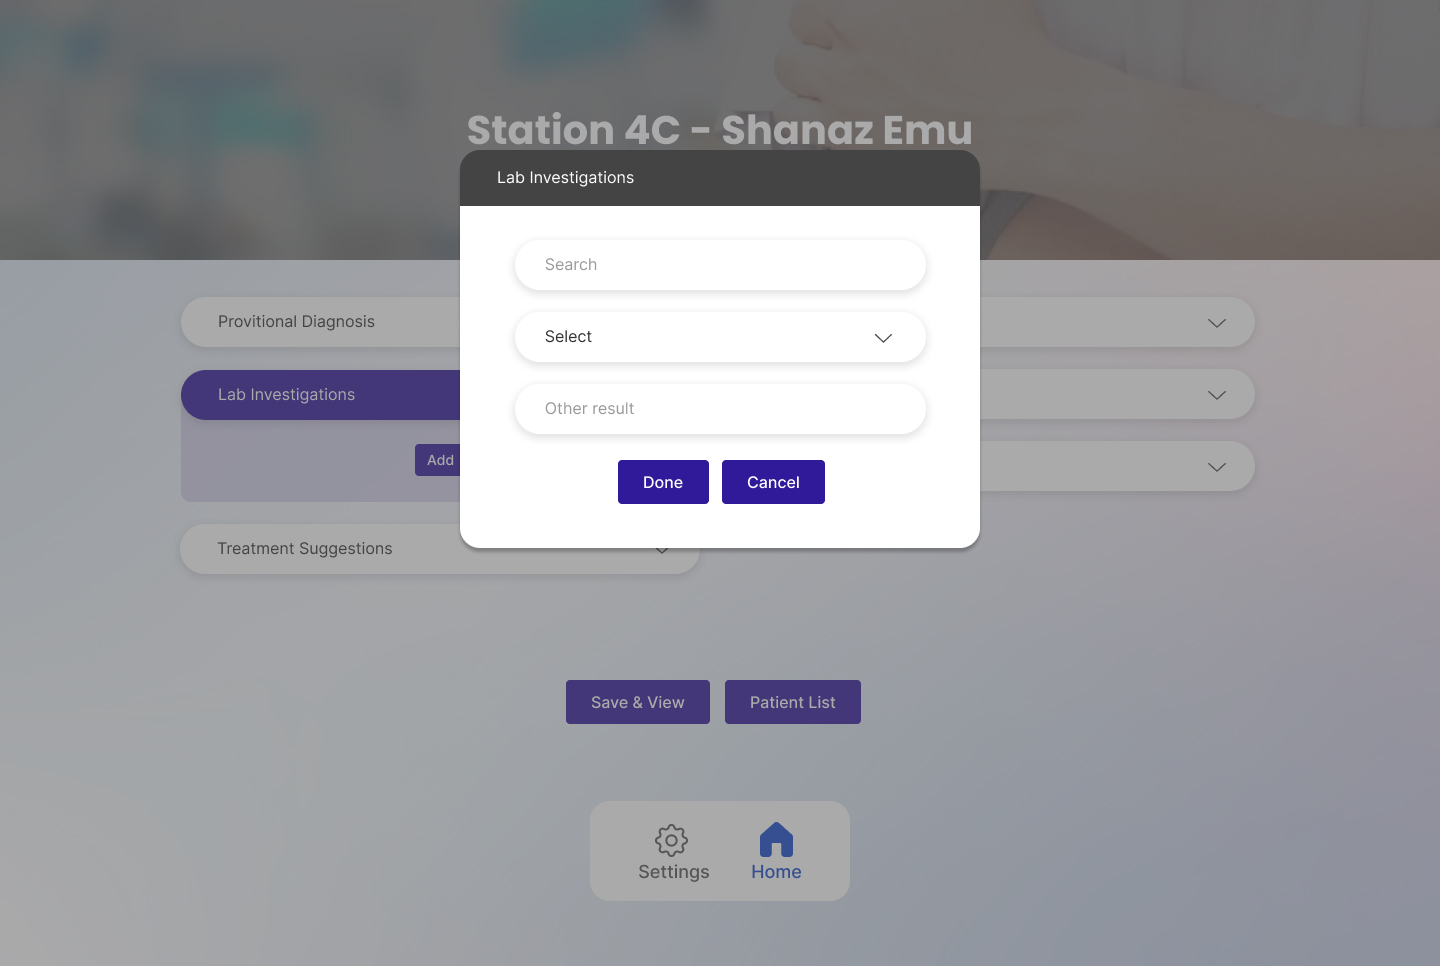 Station 4C - Shanaz Emu
Lab Investigations
Search
Select
Other result
Done
Cancel
Provitional Diagnosis
Lab Investigations
Add
Treatment Suggestions
Save & View
Patient List
Settings
Home